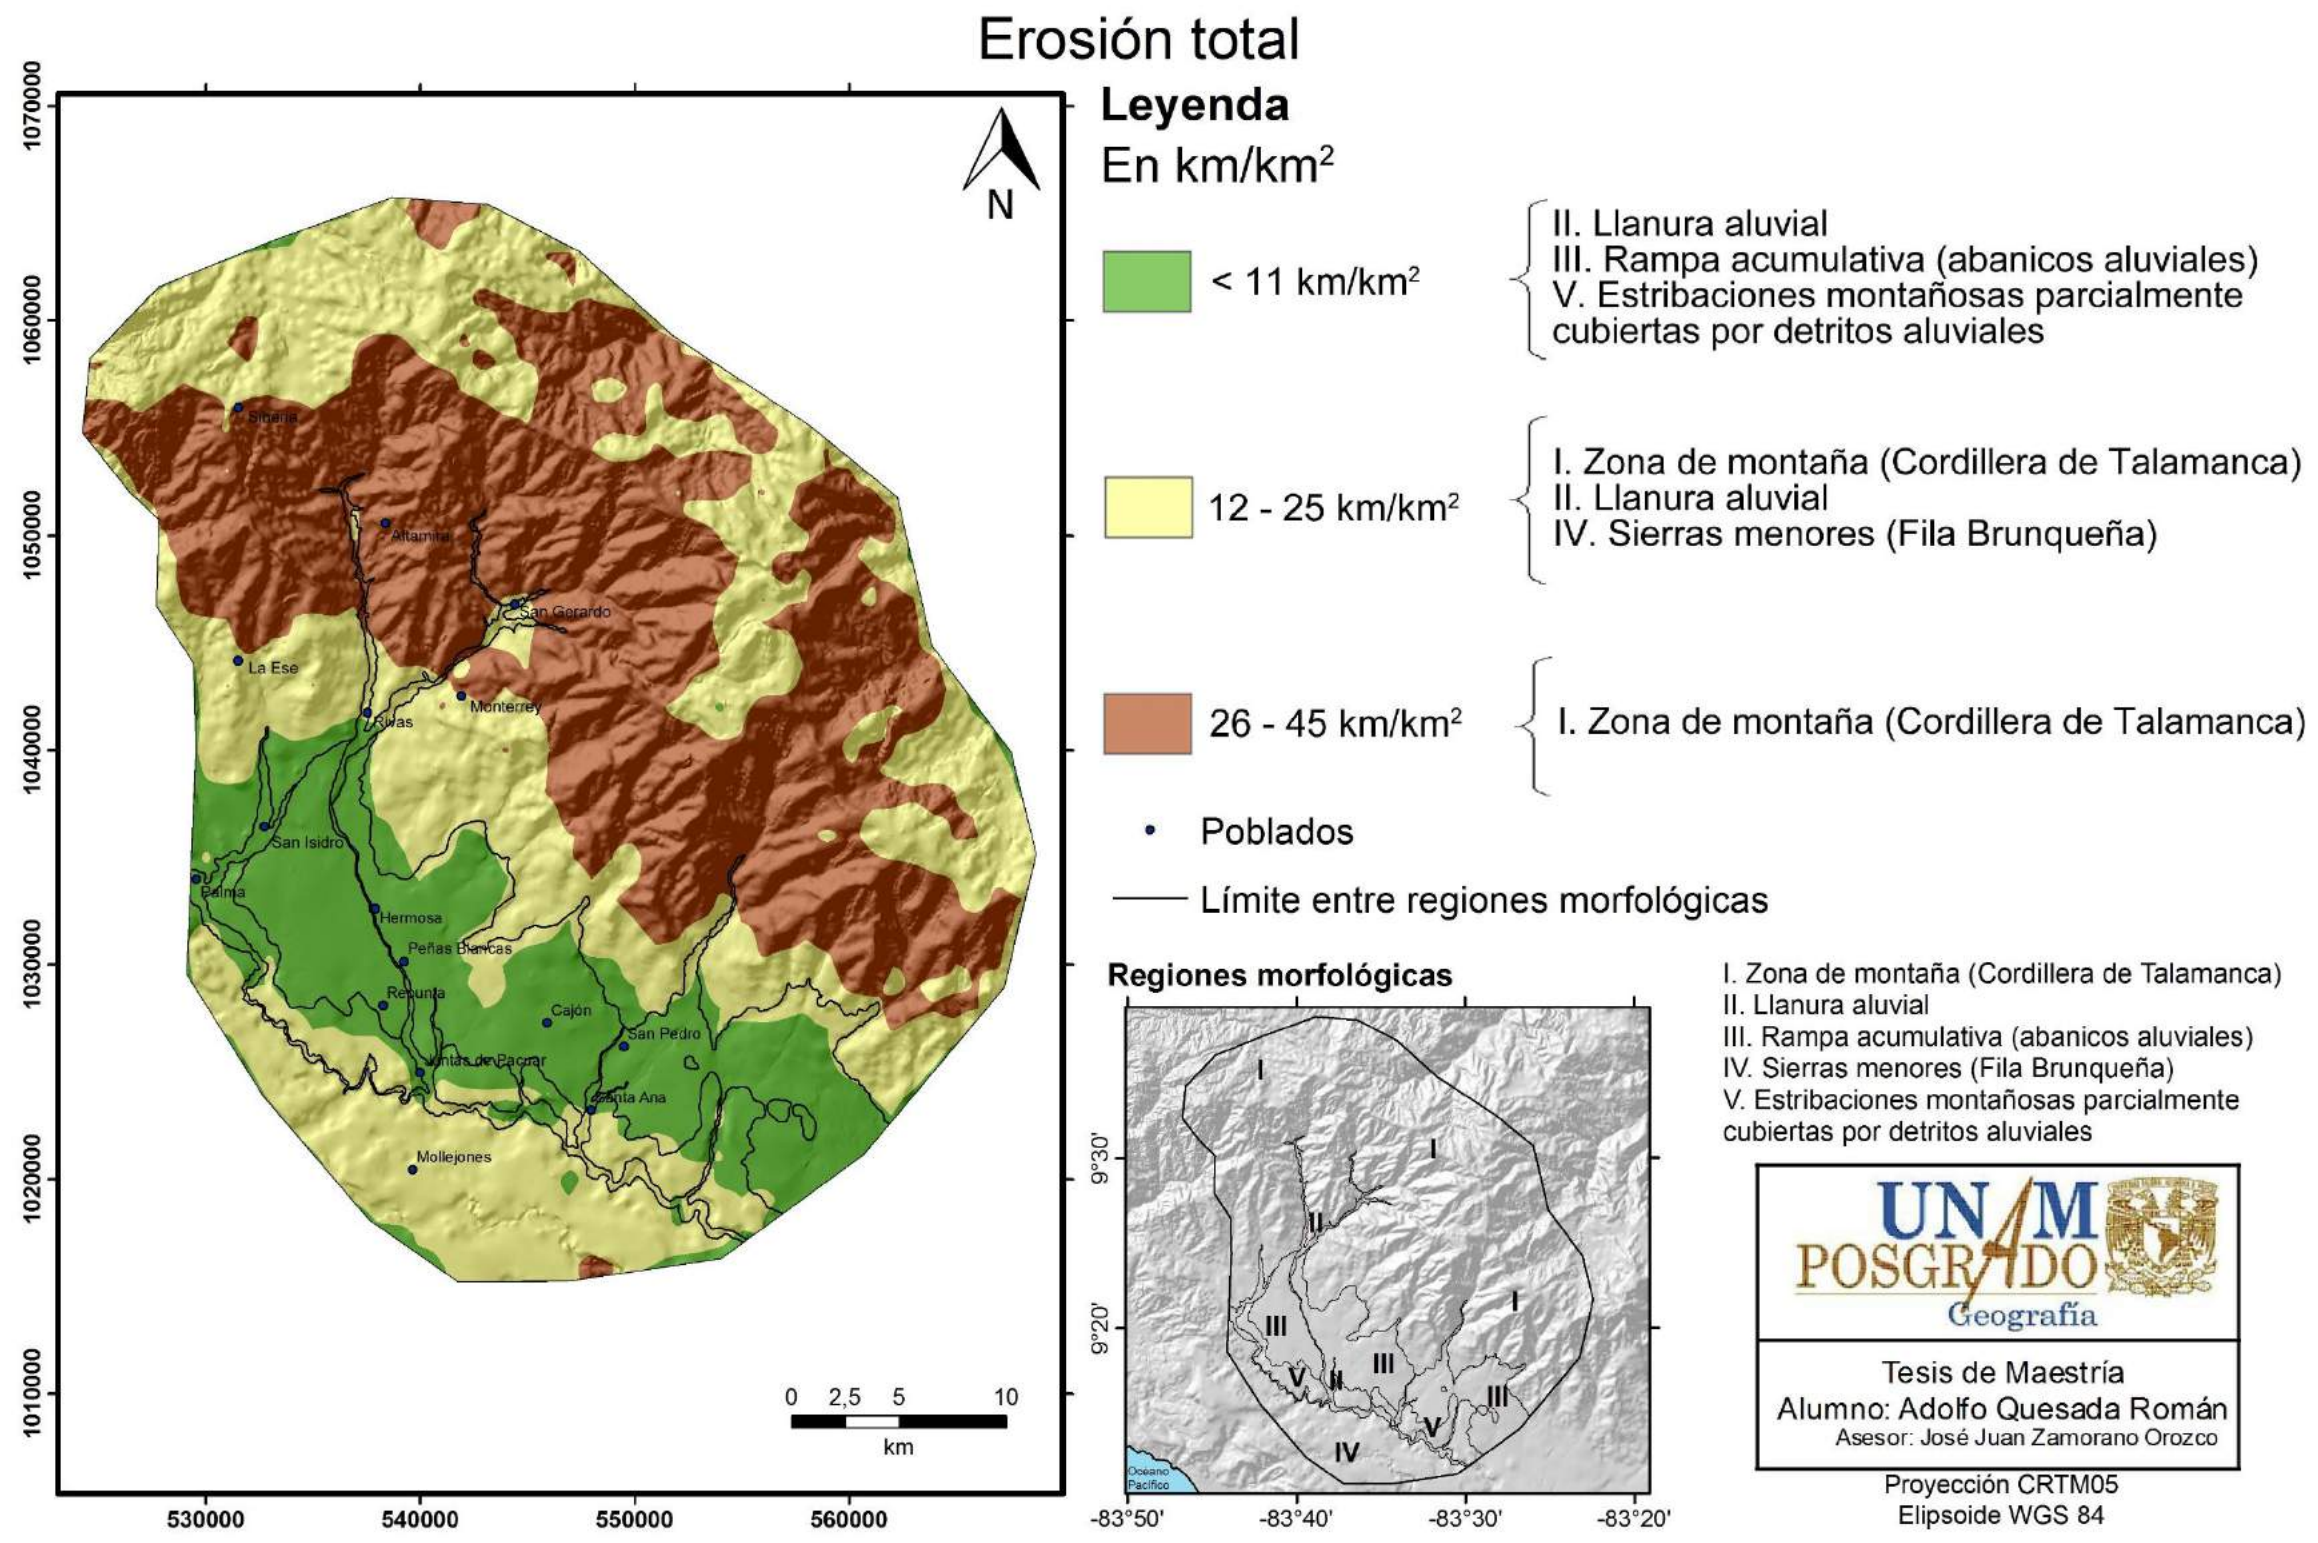 Erosión total
1070000
1060000
1050000
1040000
1030000
1020000
1010000
530000
540000
550000
560000
N
Siberia
Altamira
San Gerardo
La Ese
Monterrey
Rivas
San Isidro
Palma
Hermosa
Peñas Blancas
Repunta
Cajón
San Pedro
Juntas de Pacuar
Santa Ana
Mollejones
0 2,5 5 10
km
Leyenda
En km/km²
< 11 km/km²
II. Llanura aluvial
III. Rampa acumulativa (abanicos aluviales)
V. Estribaciones montañosas parcialmente
cubiertas por detritos aluviales
12 - 25 km/km²
I. Zona de montaña (Cordillera de Talamanca)
II. Llanura aluvial
IV. Sierras menores (Fila Brunqueña)
26 - 45 km/km²
I. Zona de montaña (Cordillera de Talamanca)
Poblados
Límite entre regiones morfológicas
Regiones morfológicas
I
I
II
I
III
III
V
II
III
V
IV
Oceano
Pacífico
9°30'
9°20'
-83°50'
-83°40'
-83°30'
-83°20'
I. Zona de montaña (Cordillera de Talamanca)
II. Llanura aluvial
III. Rampa acumulativa (abanicos aluviales)
IV. Sierras menores (Fila Brunqueña)
V. Estribaciones montañosas parcialmente
cubiertas por detritos aluviales
UNAM
POSGRADO
Geografía
Tesis de Maestría
Alumno: Adolfo Quesada Román
Asesor: José Juan Zamorano Orozco
Proyección CRTM05
Elipsoide WGS 84